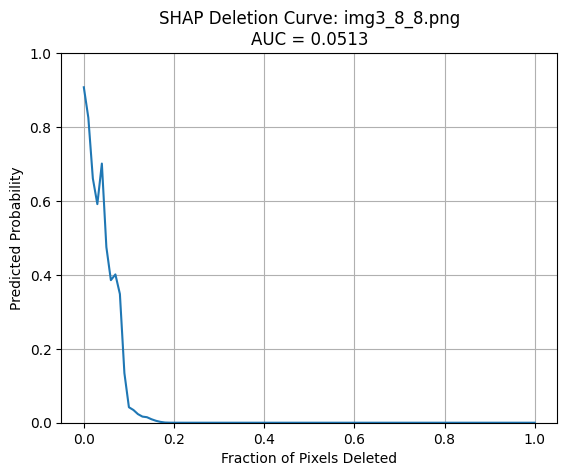 SHAP Deletion Curve: img3_8_8.png
AUC = 0.0513
1.0
0.8
0.6
0.4
0.2
0.0
Predicted Probability
0.0 0.2 0.4 0.6 0.8 1.0
Fraction of Pixels Deleted